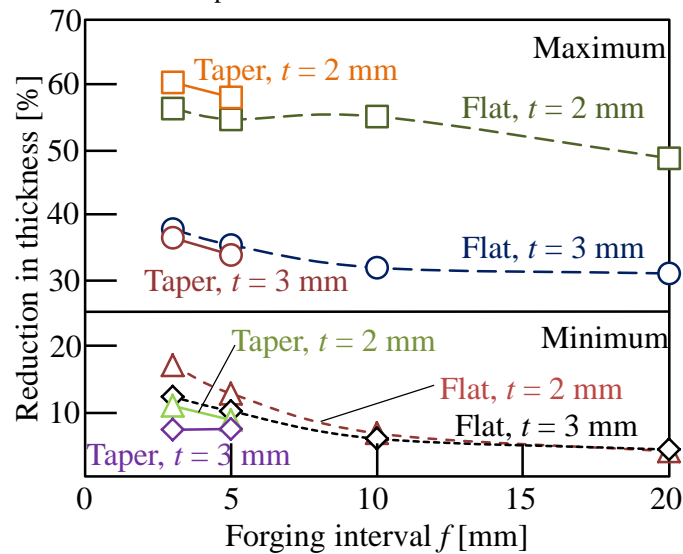 70
Maximum
Taper, t = 2 mm
60
Flat, t = 2 mm
50
40
Flat, t = 3 mm
30
Taper, t = 3 mm
Minimum
Taper, t = 2 mm
20
Flat, t = 2 mm
10
Flat, t = 3 mm
Taper, t = 3 mm
0 5 10 15 20
Forging interval f [mm]
Reduction in thickness [%]